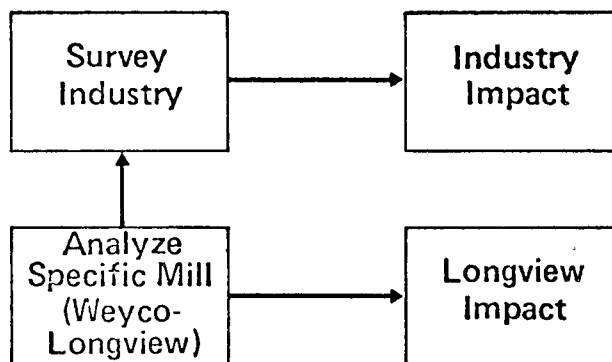 Survey
Industry
Industry
Impact
Analyze
Specific Mill
(Weyco-
Longview)
Longview
Impact